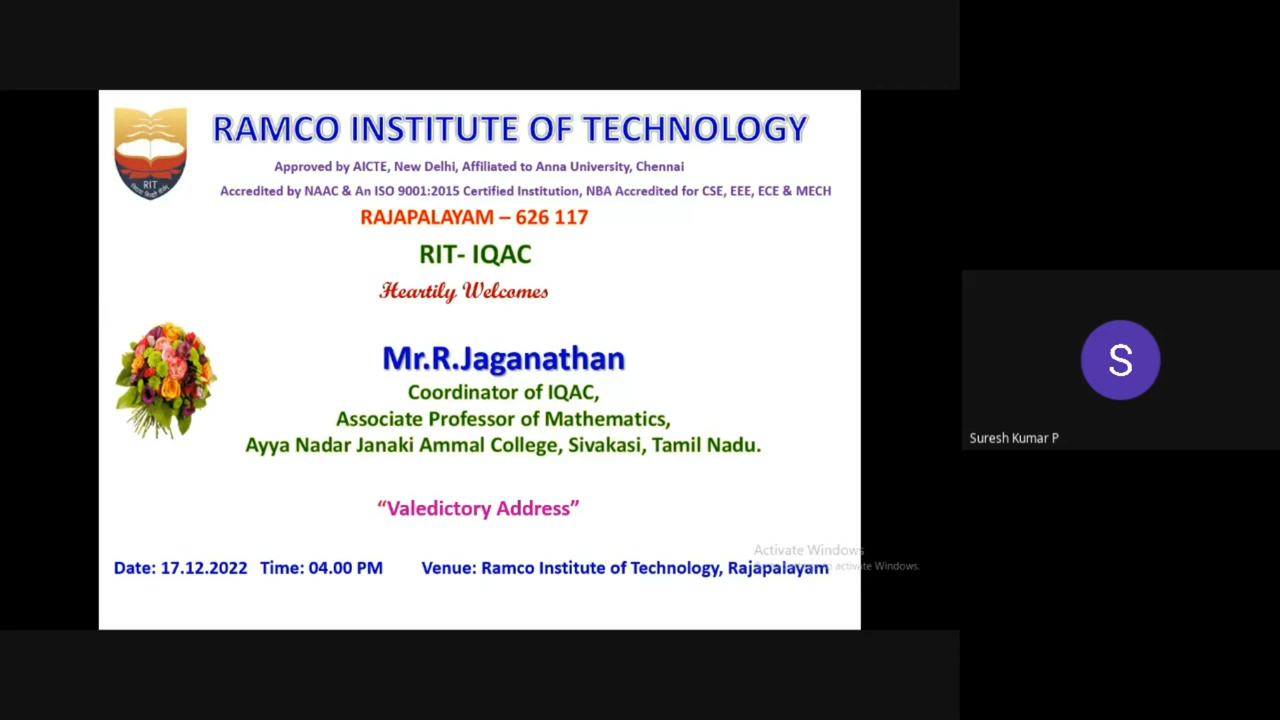 RAMCO INSTITUTE OF TECHNOLOGY
Approved by AICTE, New Delhi, Affiliated to Anna University, Chennai
Accredited by NAAC & An ISO 9001:2015 Certified Institution, NBA Accredited for CSE, EEE, ECE & MECH
RIT
RAJAPALAYAM – 626 117
RIT- IQAC
Heartily Welcomes
Mr.R.Jaganathan
Coordinator of IQAC,
Associate Professor of Mathematics,
Ayya Nadar Janaki Ammal College, Sivakasi, Tamil Nadu.
“Valedictory Address”
Date: 17.12.2022 Time: 04.00 PM Venue: Ramco Institute of Technology, Rajapalayam
Activate Windows
activate Windows.
S
Suresh Kumar P